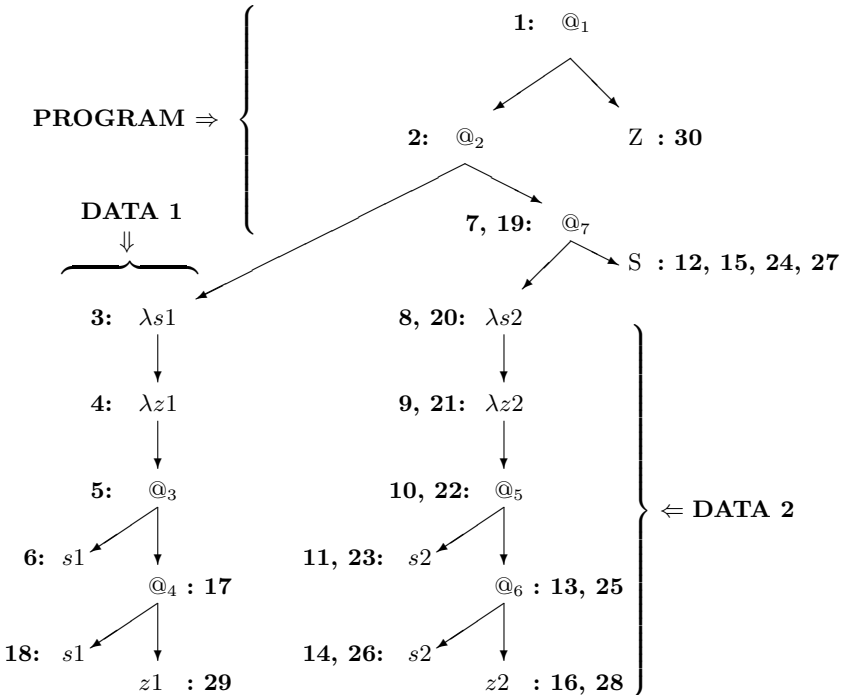 1: @₁
PROGRAM ⇒
2: @₂ Z : 30
DATA 1
⇓
7, 19: @₇
S : 12, 15, 24, 27
3: λs1 8, 20: λs2
4: λz1 9, 21: λz2
5: @₃ 10, 22: @₅ ⇐ DATA 2
6: s1 11, 23: s2
@₄ : 17 @₆ : 13, 25
18: s1 14, 26: s2
z1 : 29 z2 : 16, 28